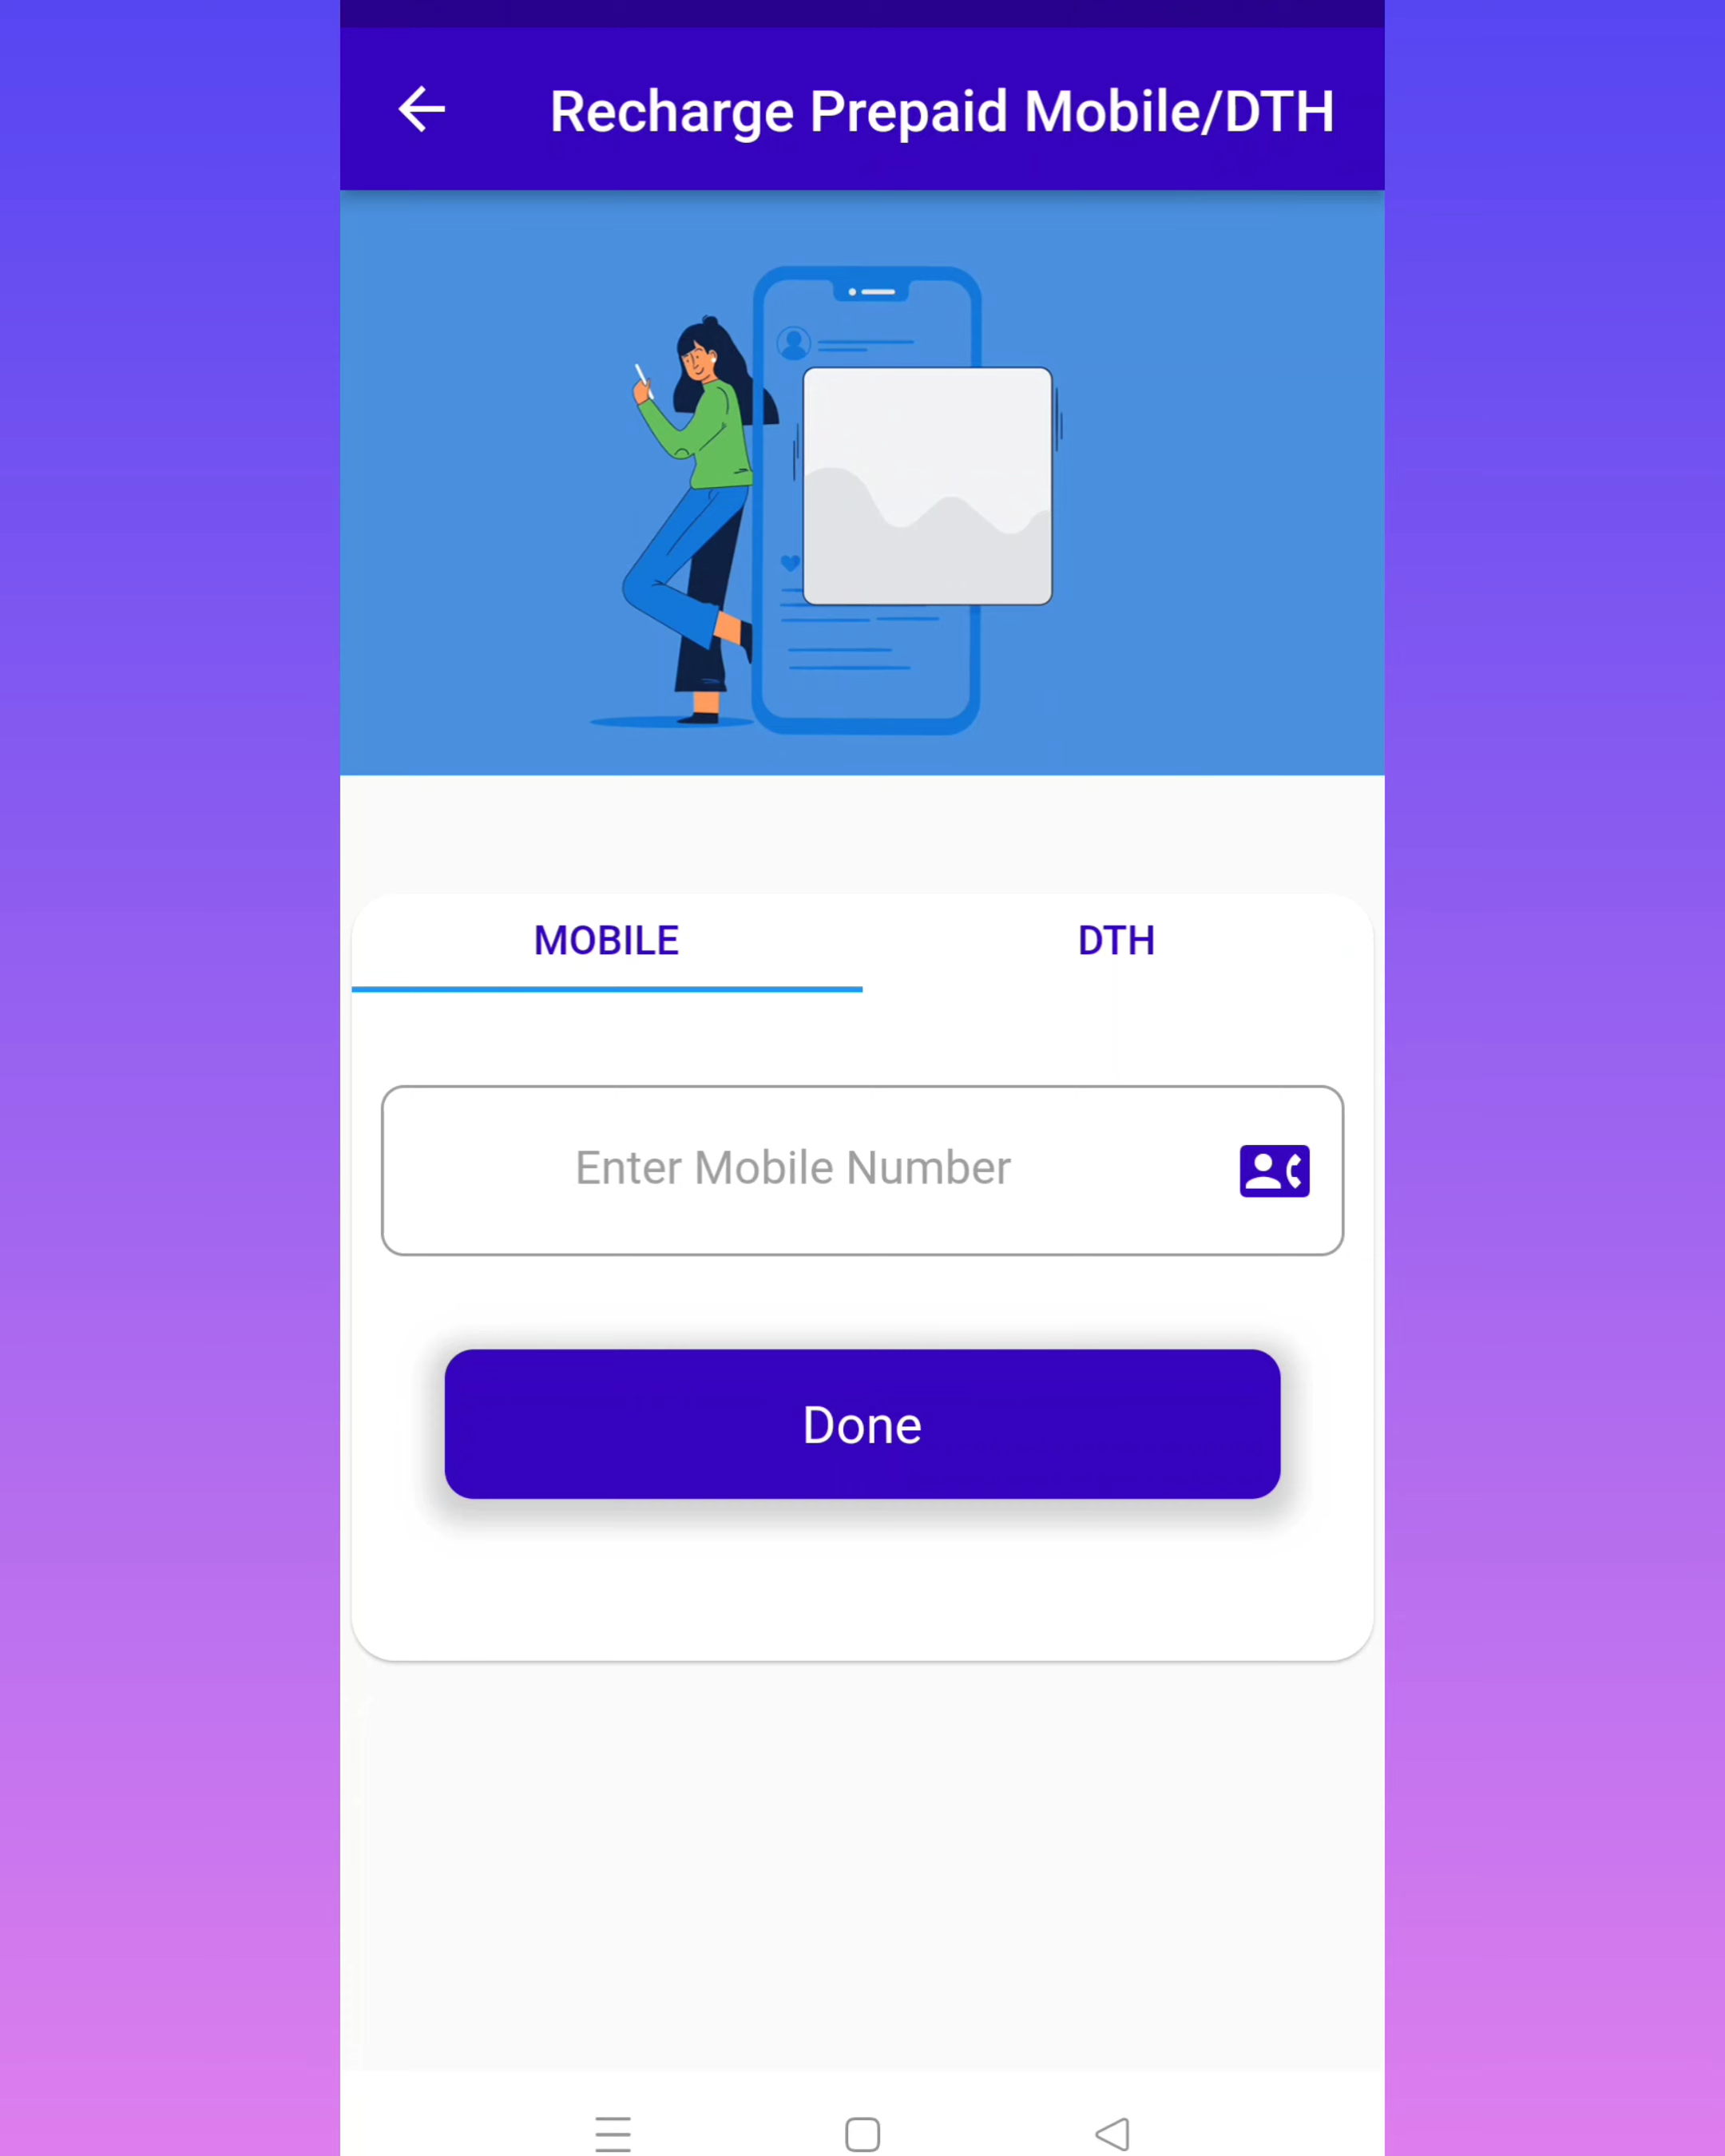 Recharge Prepaid Mobile/DTH
MOBILE
DTH
Enter Mobile Number
Done